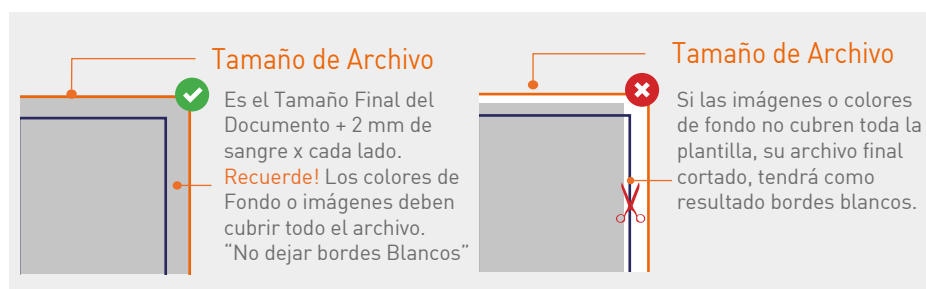 Tamaño de Archivo
Es el Tamaño Final del
Documento + 2 mm de
sangre x cada lado.
Recuerde! Los colores de
Fondo o imágenes deben
cubrir todo el archivo.
“No dejar bordes Blancos”
Tamaño de Archivo
Si las imágenes o colores
de fondo no cubren toda la
plantilla, su archivo final
cortado, tendrá como
resultado bordes blancos.